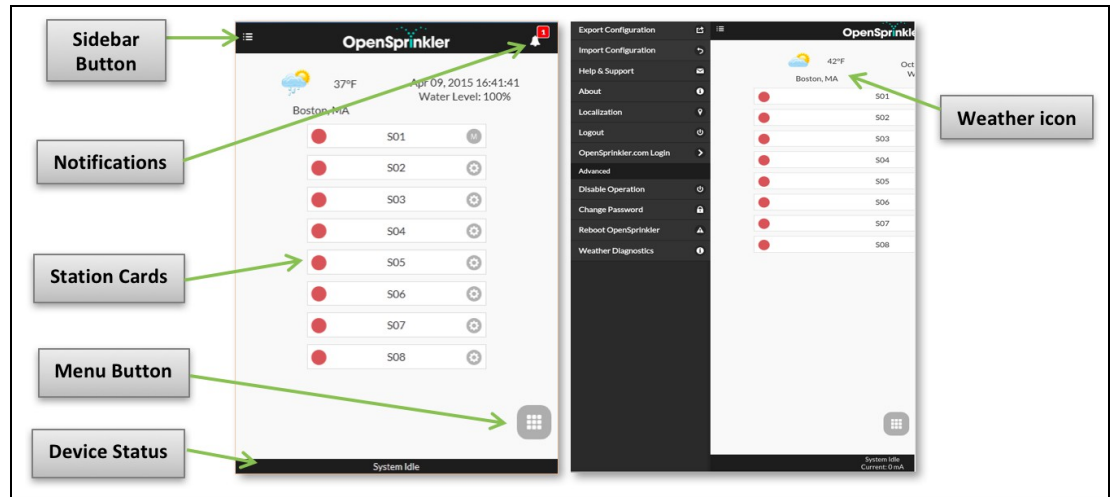 Sidebar
Button
Notifications
Station Cards
Menu Button
Device Status
OpenSprinkler
1
37°F
Apr 09, 2015 16:41:41
Water Level: 100%
Boston, MA
S01
M
S02
S03
S04
S05
S06
S07
S08
System Idle
Export Configuration
Import Configuration
Help & Support
About
Localization
Logout
OpenSprinkler.com Login
Advanced
Disable Operation
Change Password
Reboot OpenSprinkler
Weather Diagnostics
OpenSprinkle
42°F
Oct
W
Boston, MA
S01
S02
S03
S04
S05
S06
S07
S08
System Idle
Current: 0 mA
Weather icon